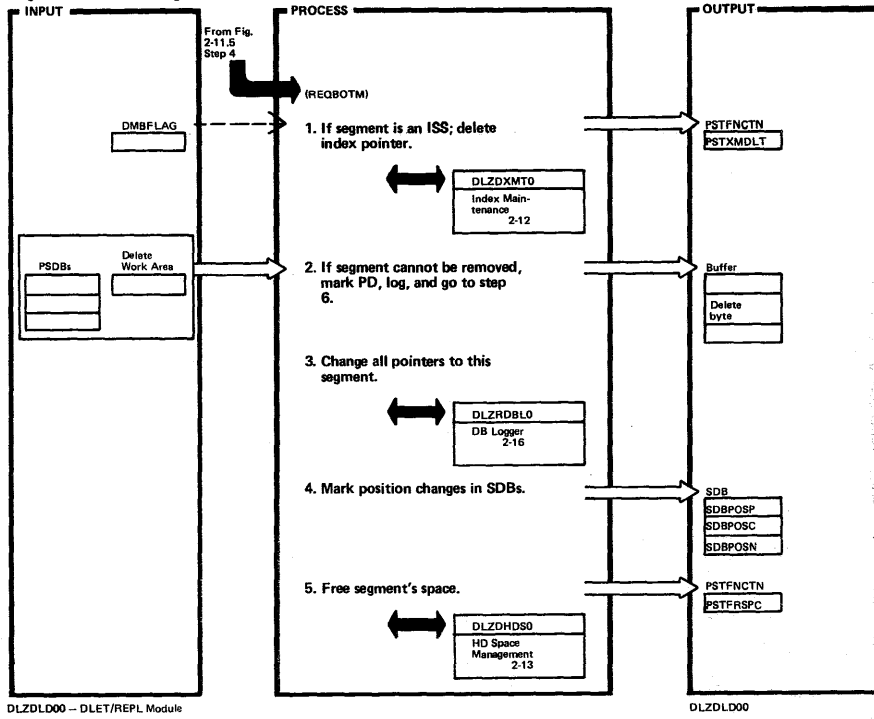 INPUT
PROCESS
OUTPUT
From Fig.
2-11.5
Step 4
(REQBOTM)
DMBFLAG
1. If segment is an ISS; delete
index pointer.
PSTFNCTN
PSTXMDLT
DLZDXMT0
Index Main-
tenance
2-12
PSDBs
Delete
Work Area
2. If segment cannot be removed,
mark PD, log, and go to step
6.
Buffer
Delete
byte
3. Change all pointers to this
segment.
DLZRDBL0
DB Logger
2-16
4. Mark position changes in SDBs.
SDB
SDBPOSP
SDBPOSC
SDBPOSN
5. Free segment's space.
PSTFNCTN
PSTFRSPC
DLZDHDS0
HD Space
Management
2-13
DLZDLD00 – DLET/REPL Module
DLZDLD00